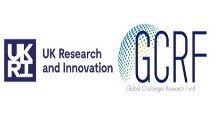 UK
RI
UK Research
and Innovation
GCRF
Global Challenges Research Fund